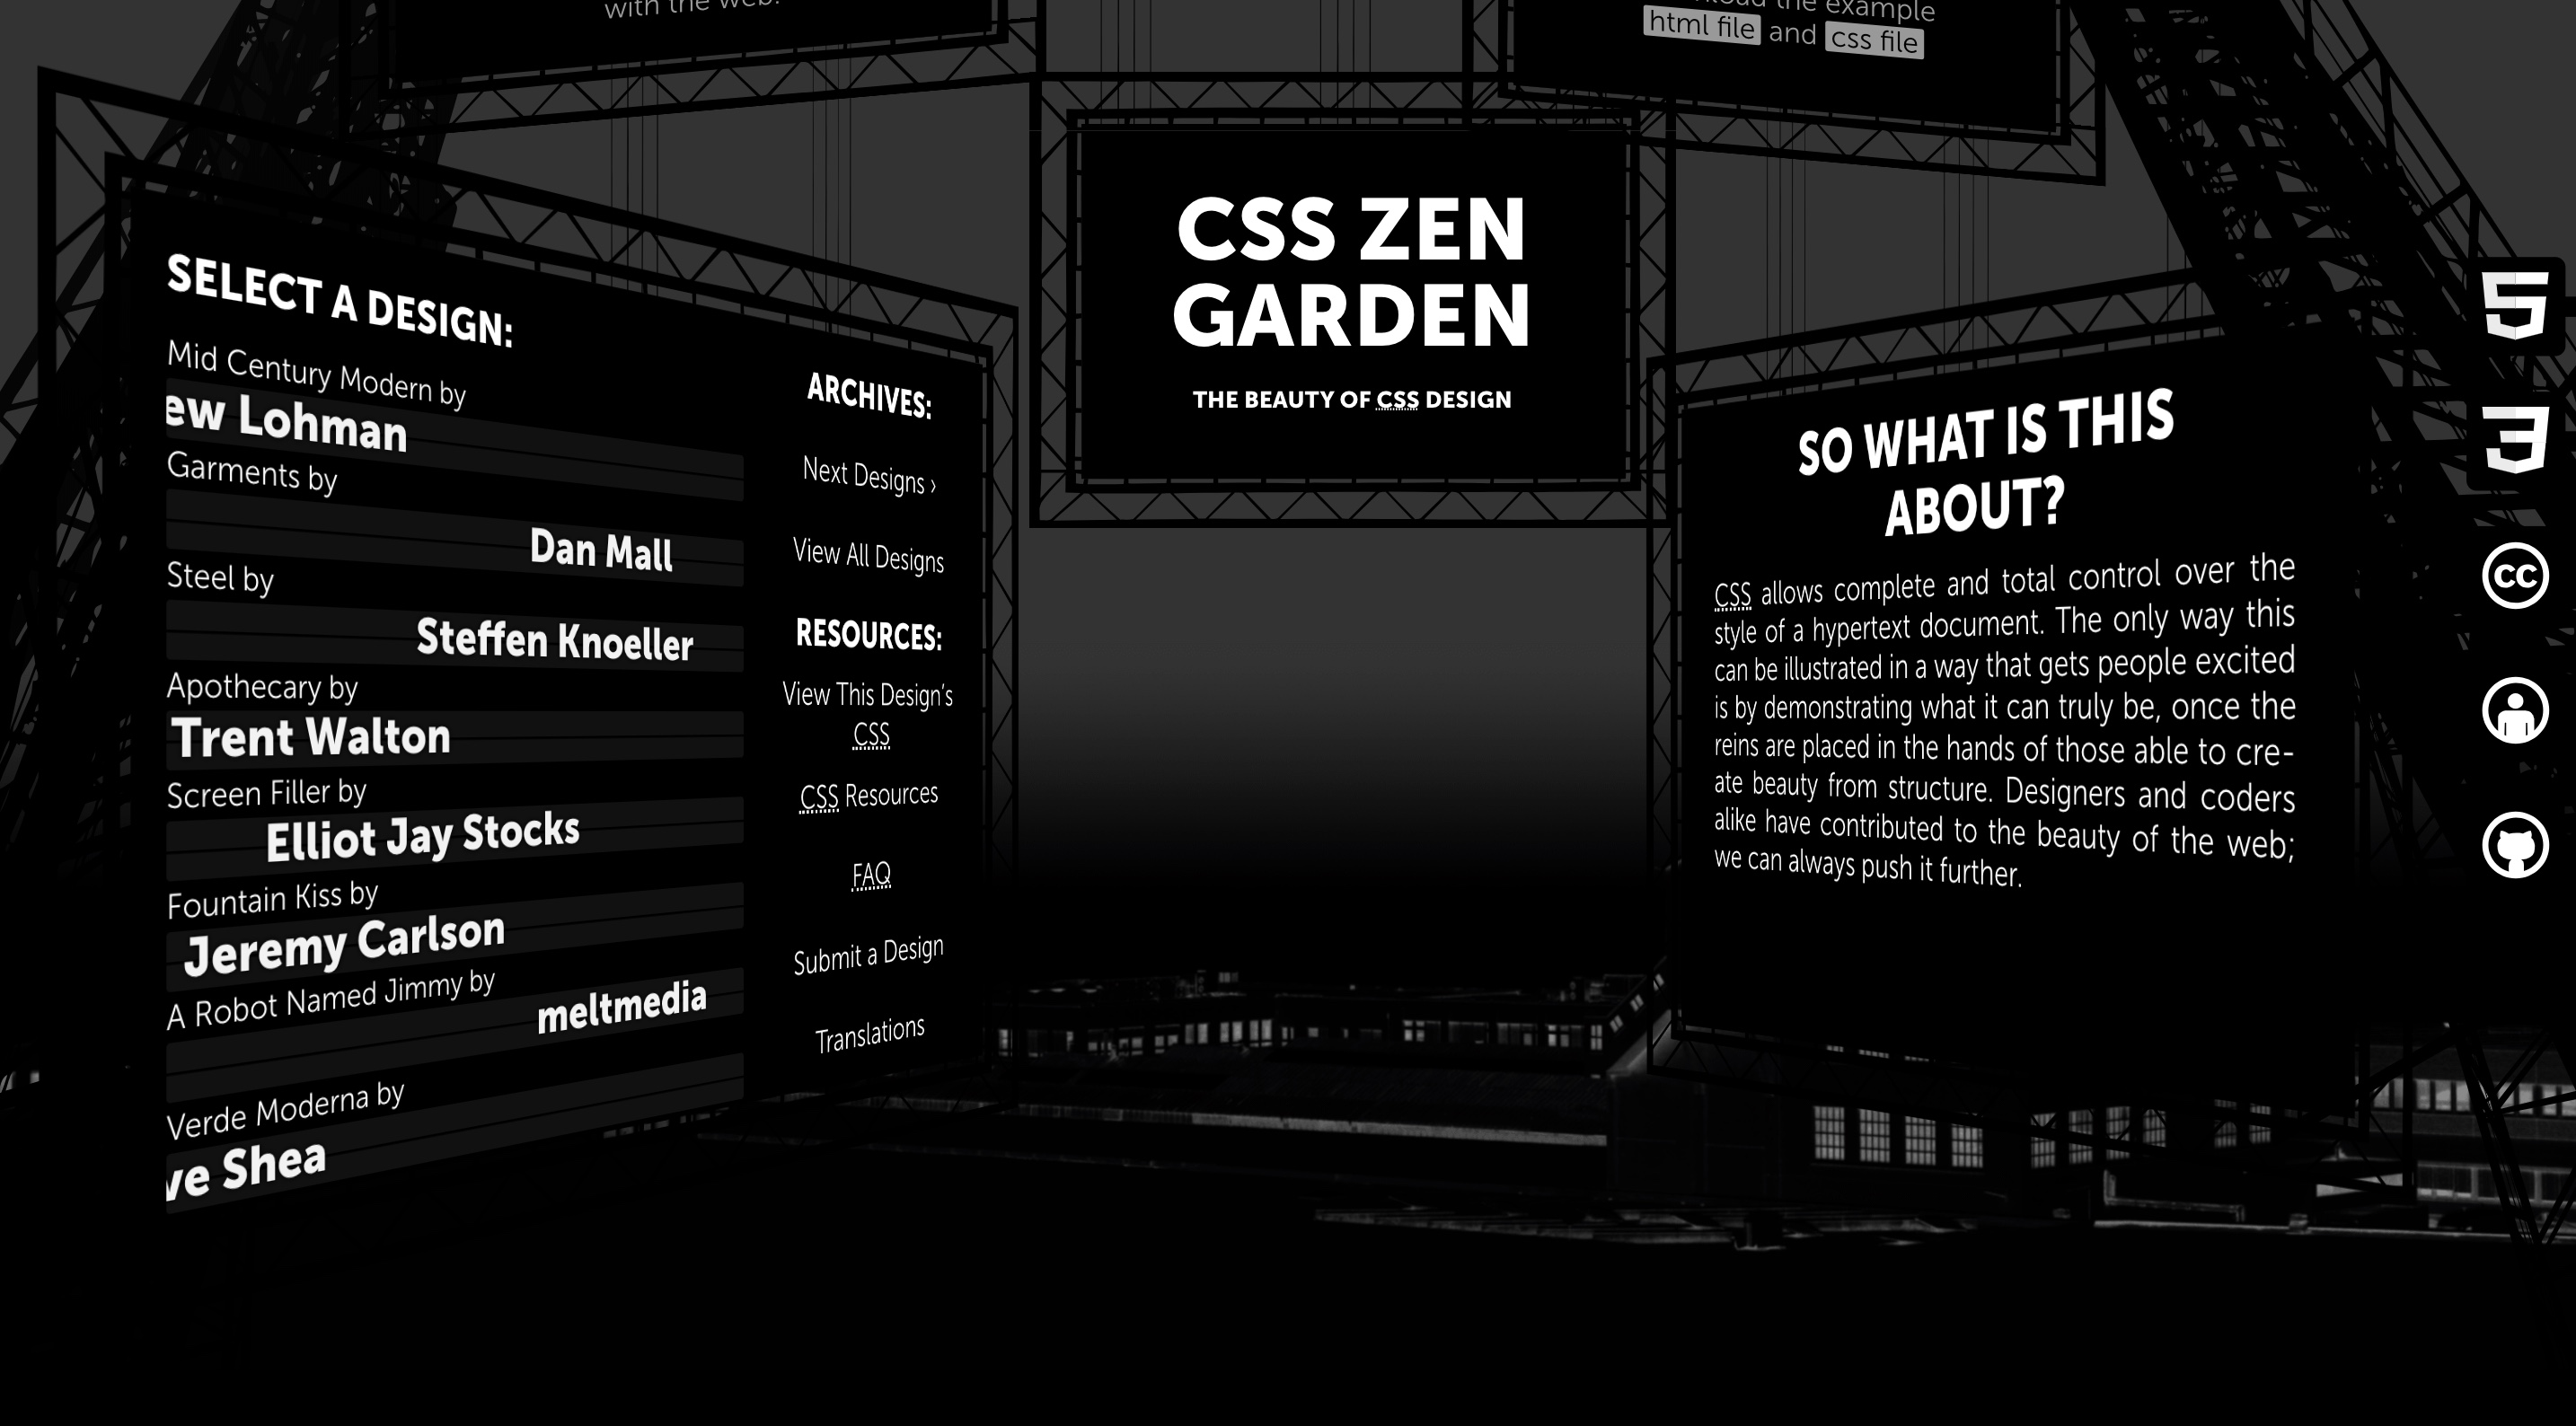 with the web.
the example
html file and css file
CSS ZEN
GARDEN
THE BEAUTY OF CSS DESIGN
SELECT A DESIGN:
Mid Century Modern by
ew Lohman
Garments by
Dan Mall
Steel by
Steffen Knoeller
Apothecary by
Trent Walton
Screen Filler by
Elliot Jay Stocks
Fountain Kiss by
Jeremy Carlson
A Robot Named Jimmy by
meltmedia
Verde Moderna by
ve Shea
ARCHIVES:
Next Designs ›
View All Designs
RESOURCES:
View This Design's
CSS
CSS Resources
FAQ
Submit a Design
Translations
SO WHAT IS THIS
ABOUT?
CSS allows complete and total control over the
style of a hypertext document. The only way this
can be illustrated in a way that gets people excited
is by demonstrating what it can truly be, once the
reins are placed in the hands of those able to cre-
ate beauty from structure. Designers and coders
alike have contributed to the beauty of the web;
we can always push it further.
5
3
cc